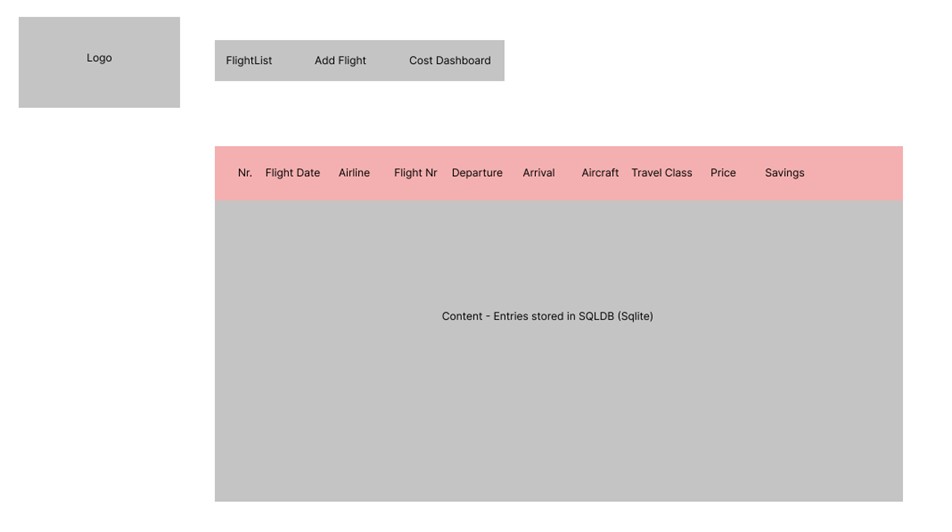 Logo
FlightList Add Flight Cost Dashboard
Nr. Flight Date Airline Flight Nr Departure Arrival Aircraft Travel Class Price Savings
Content - Entries stored in SQLDB (Sqlite)